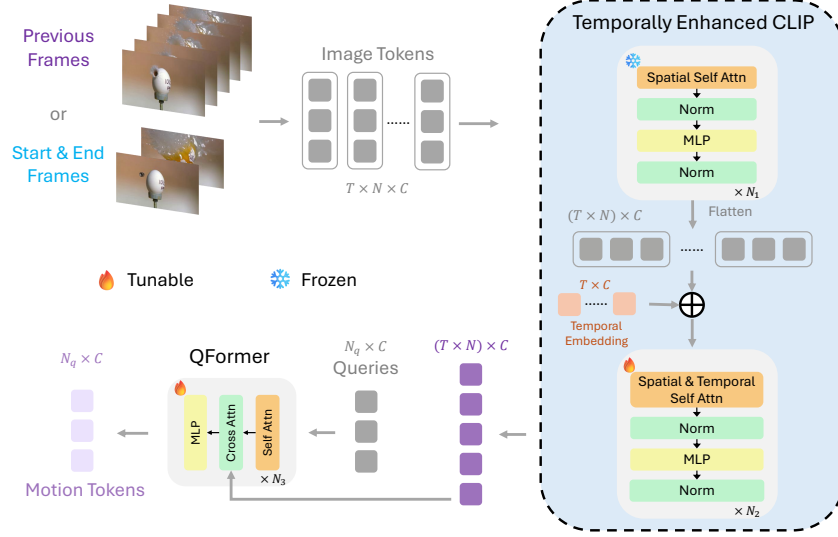 Previous
Frames
or
Start & End
Frames
Image Tokens
......
T × N × C
Temporally Enhanced CLIP
Spatial Self Attn
Norm
MLP
Norm
× N₁
Flatten
(T × N) × C
......
T × C
......
Temporal
Embedding
Spatial & Temporal
Self Attn
Norm
MLP
Norm
× N₂
Tunable
Frozen
(T × N) × C
N_q × C
Queries
QFormer
Self Attn
Cross Attn
MLP
× N₃
N_q × C
Motion Tokens